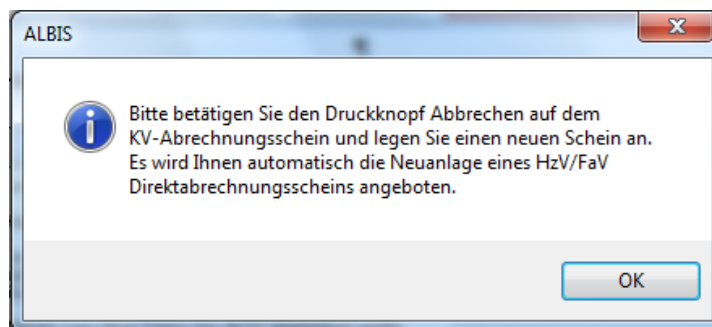 ALBIS
Bitte betätigen Sie den Druckknopf Abbrechen auf dem
KV-Abrechnungsschein und legen Sie einen neuen Schein an.
Es wird Ihnen automatisch die Neuanlage eines HzV/FaV
Direktabrechnungsscheins angeboten.
OK